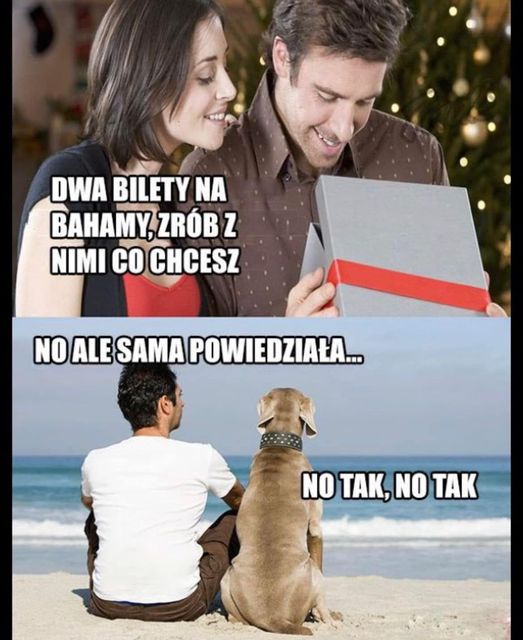 DWA BILETY NA
BAHAMY, ZRÓB Z
NIMI CO CHCESZ
NO ALE SAMA POWIEDZIAŁA...
NO TAK, NO TAK